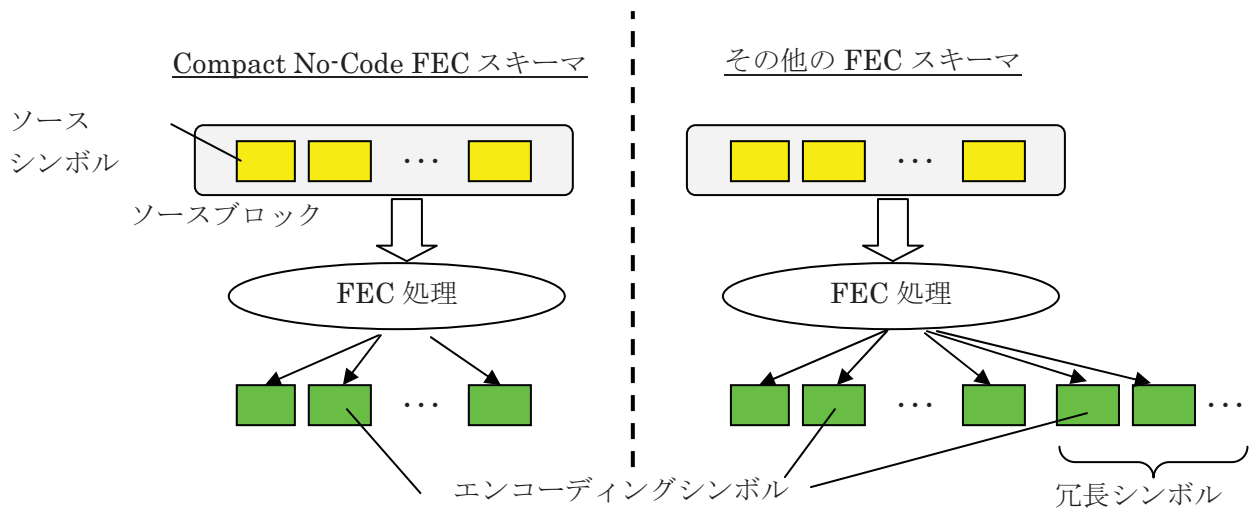 Compact No-Code FEC スキーマ
その他の FEC スキーマ
ソース
シンボル
…
…
ソースブロック
FEC 処理
FEC 処理
…
…
…
エンコーディングシンボル
冗長シンボル